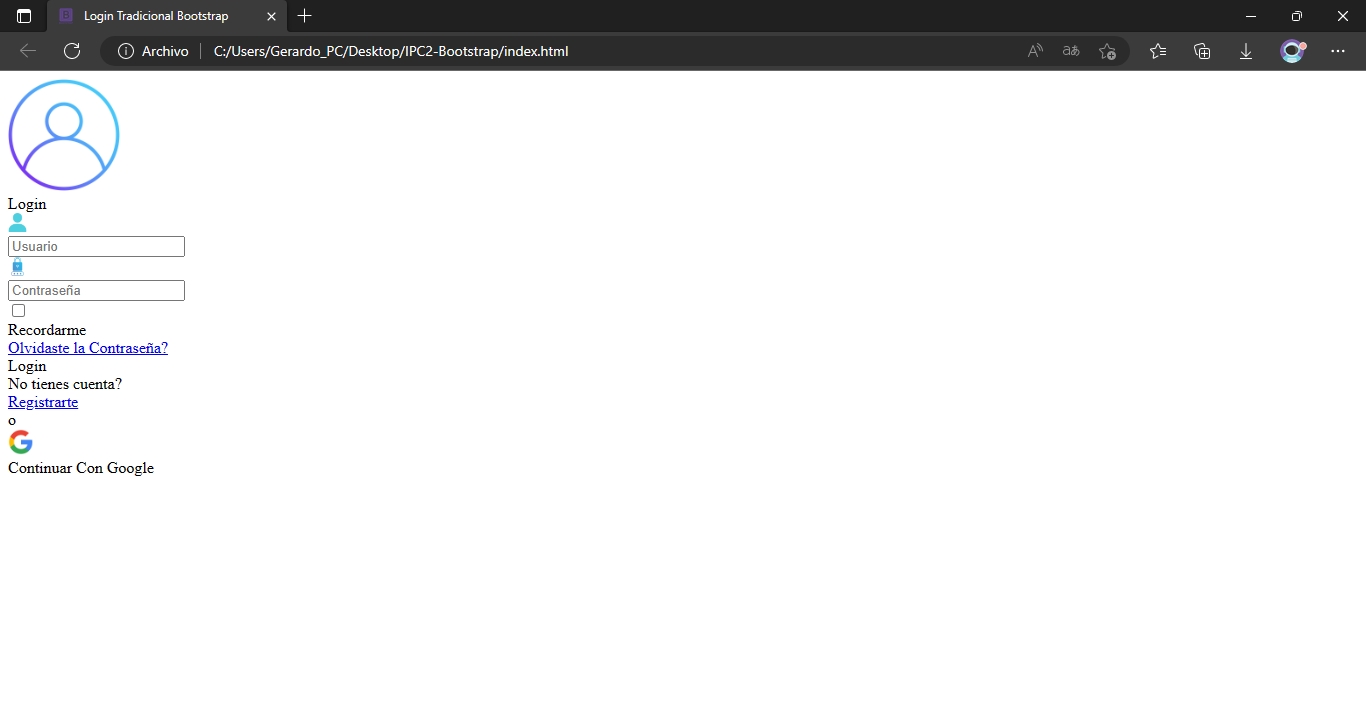 Login Tradicional Bootstrap
Archivo C:/Users/Gerardo_PC/Desktop/IPC2-Bootstrap/index.html
Login
Usuario
Contraseña
Recordarme
Olvidaste la Contraseña?
Login
No tienes cuenta?
Registrarte
o
Continuar Con Google